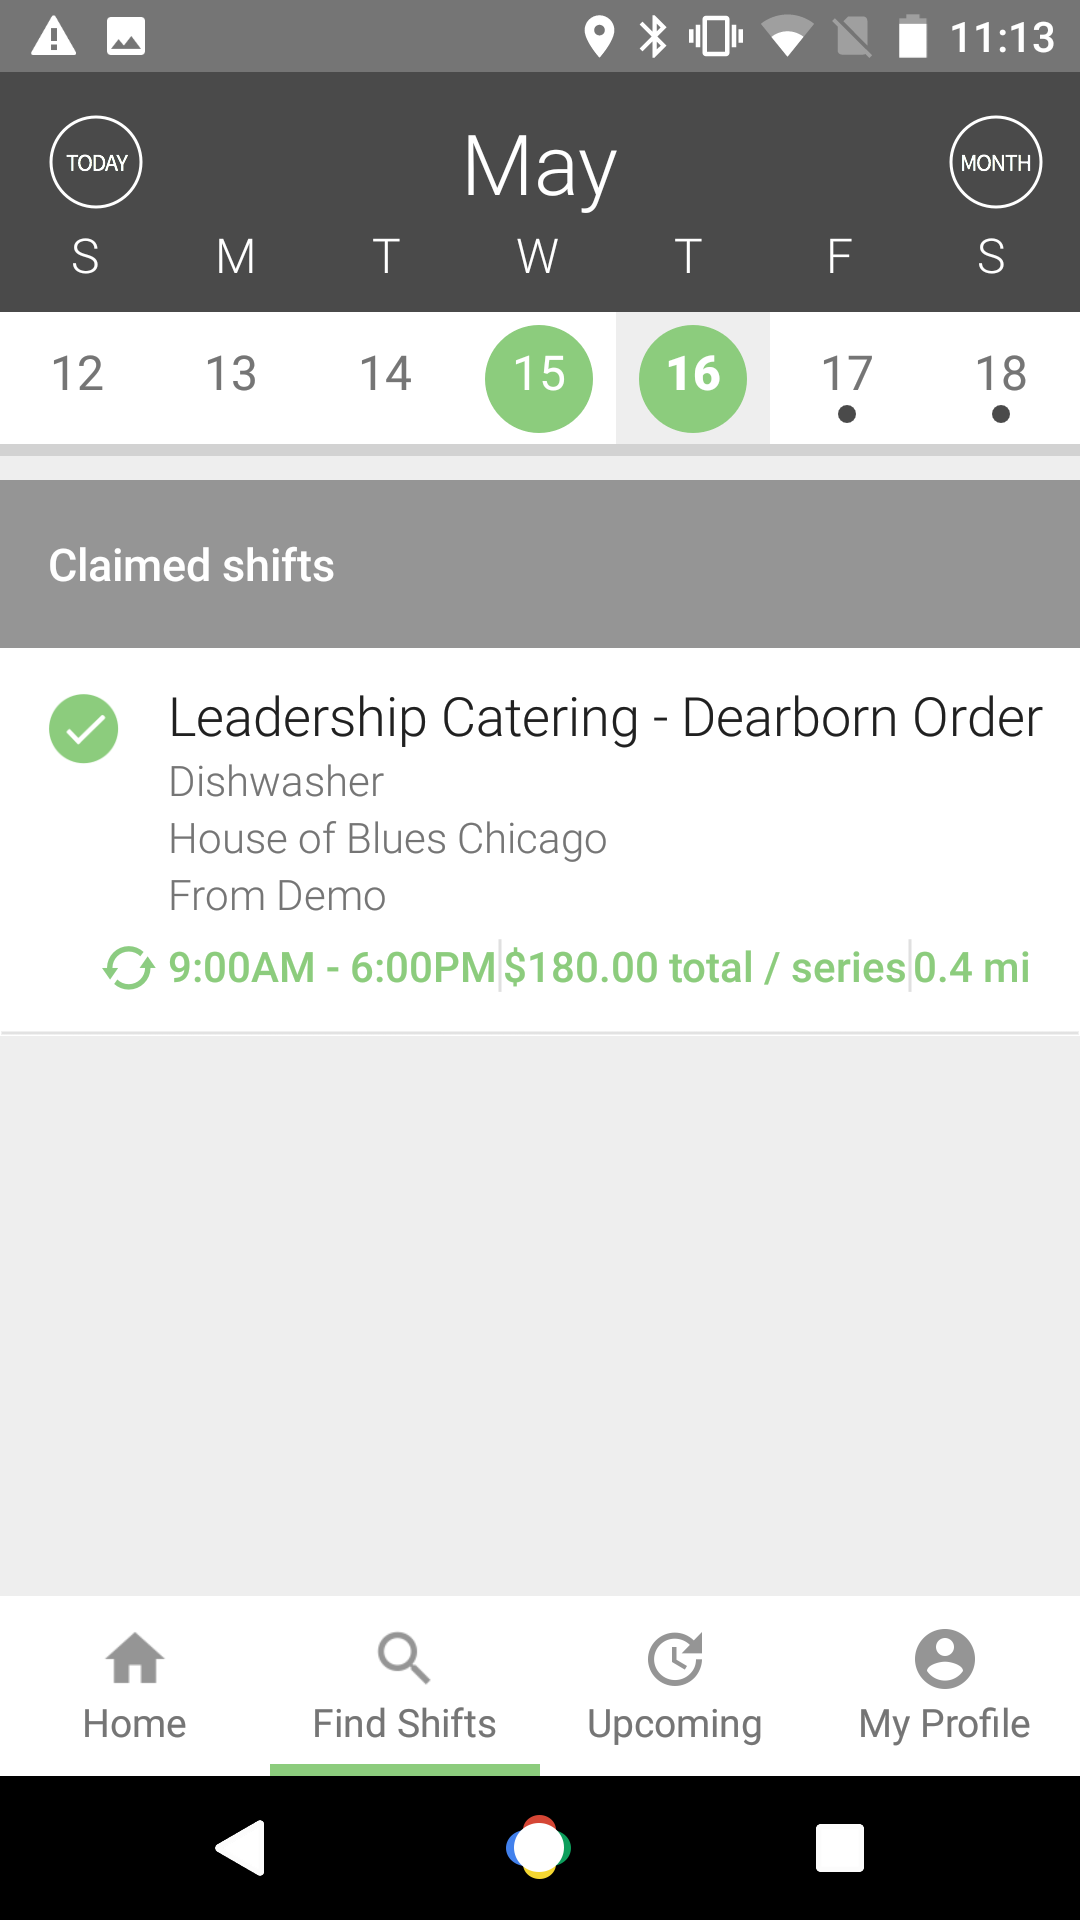 11:13
TODAY May MONTH
S M T W T F S
12 13 14 15 16 17 18
Claimed shifts
Leadership Catering - Dearborn Order
Dishwasher
House of Blues Chicago
From Demo
9:00AM - 6:00PM $180.00 total / series 0.4 mi
Home Find Shifts Upcoming My Profile